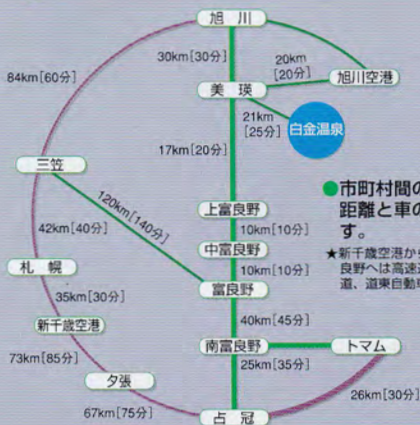 旭川
30km[30分]
20km
[20分]
84km[60分]
旭川空港
美瑛
21km
[25分]
白金温泉
17km[20分]
三笠
●市町村間の
距離と車の
す。
上富良野
120km[140分]
10km[10分]
★新千歳空港から
42km[40分]
中富良野
良野へは高速道
10km[10分]
道、道東自動車
札幌
富良野
35km[30分]
40km[45分]
新千歳空港
南富良野
トマム
73km[85分]
25km[35分]
夕張
26km[30分]
67km[75分]
占冠